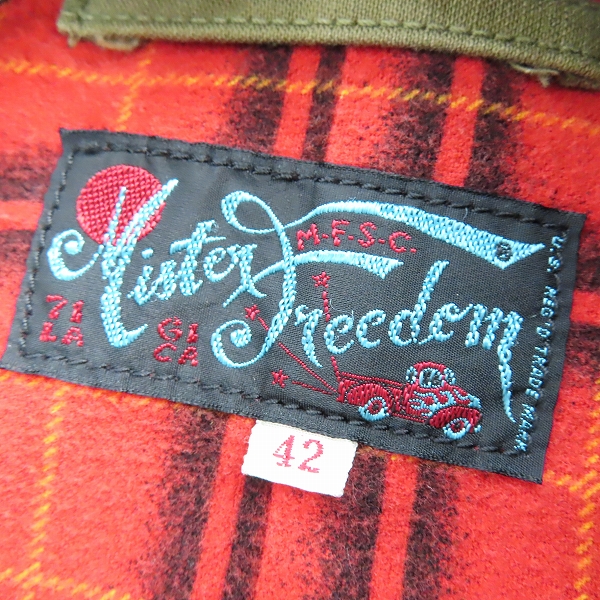 Mister Freedom
®
M.F.S.C.
71 GI
LA CA
U.S. REG'D TRADE MARK
42